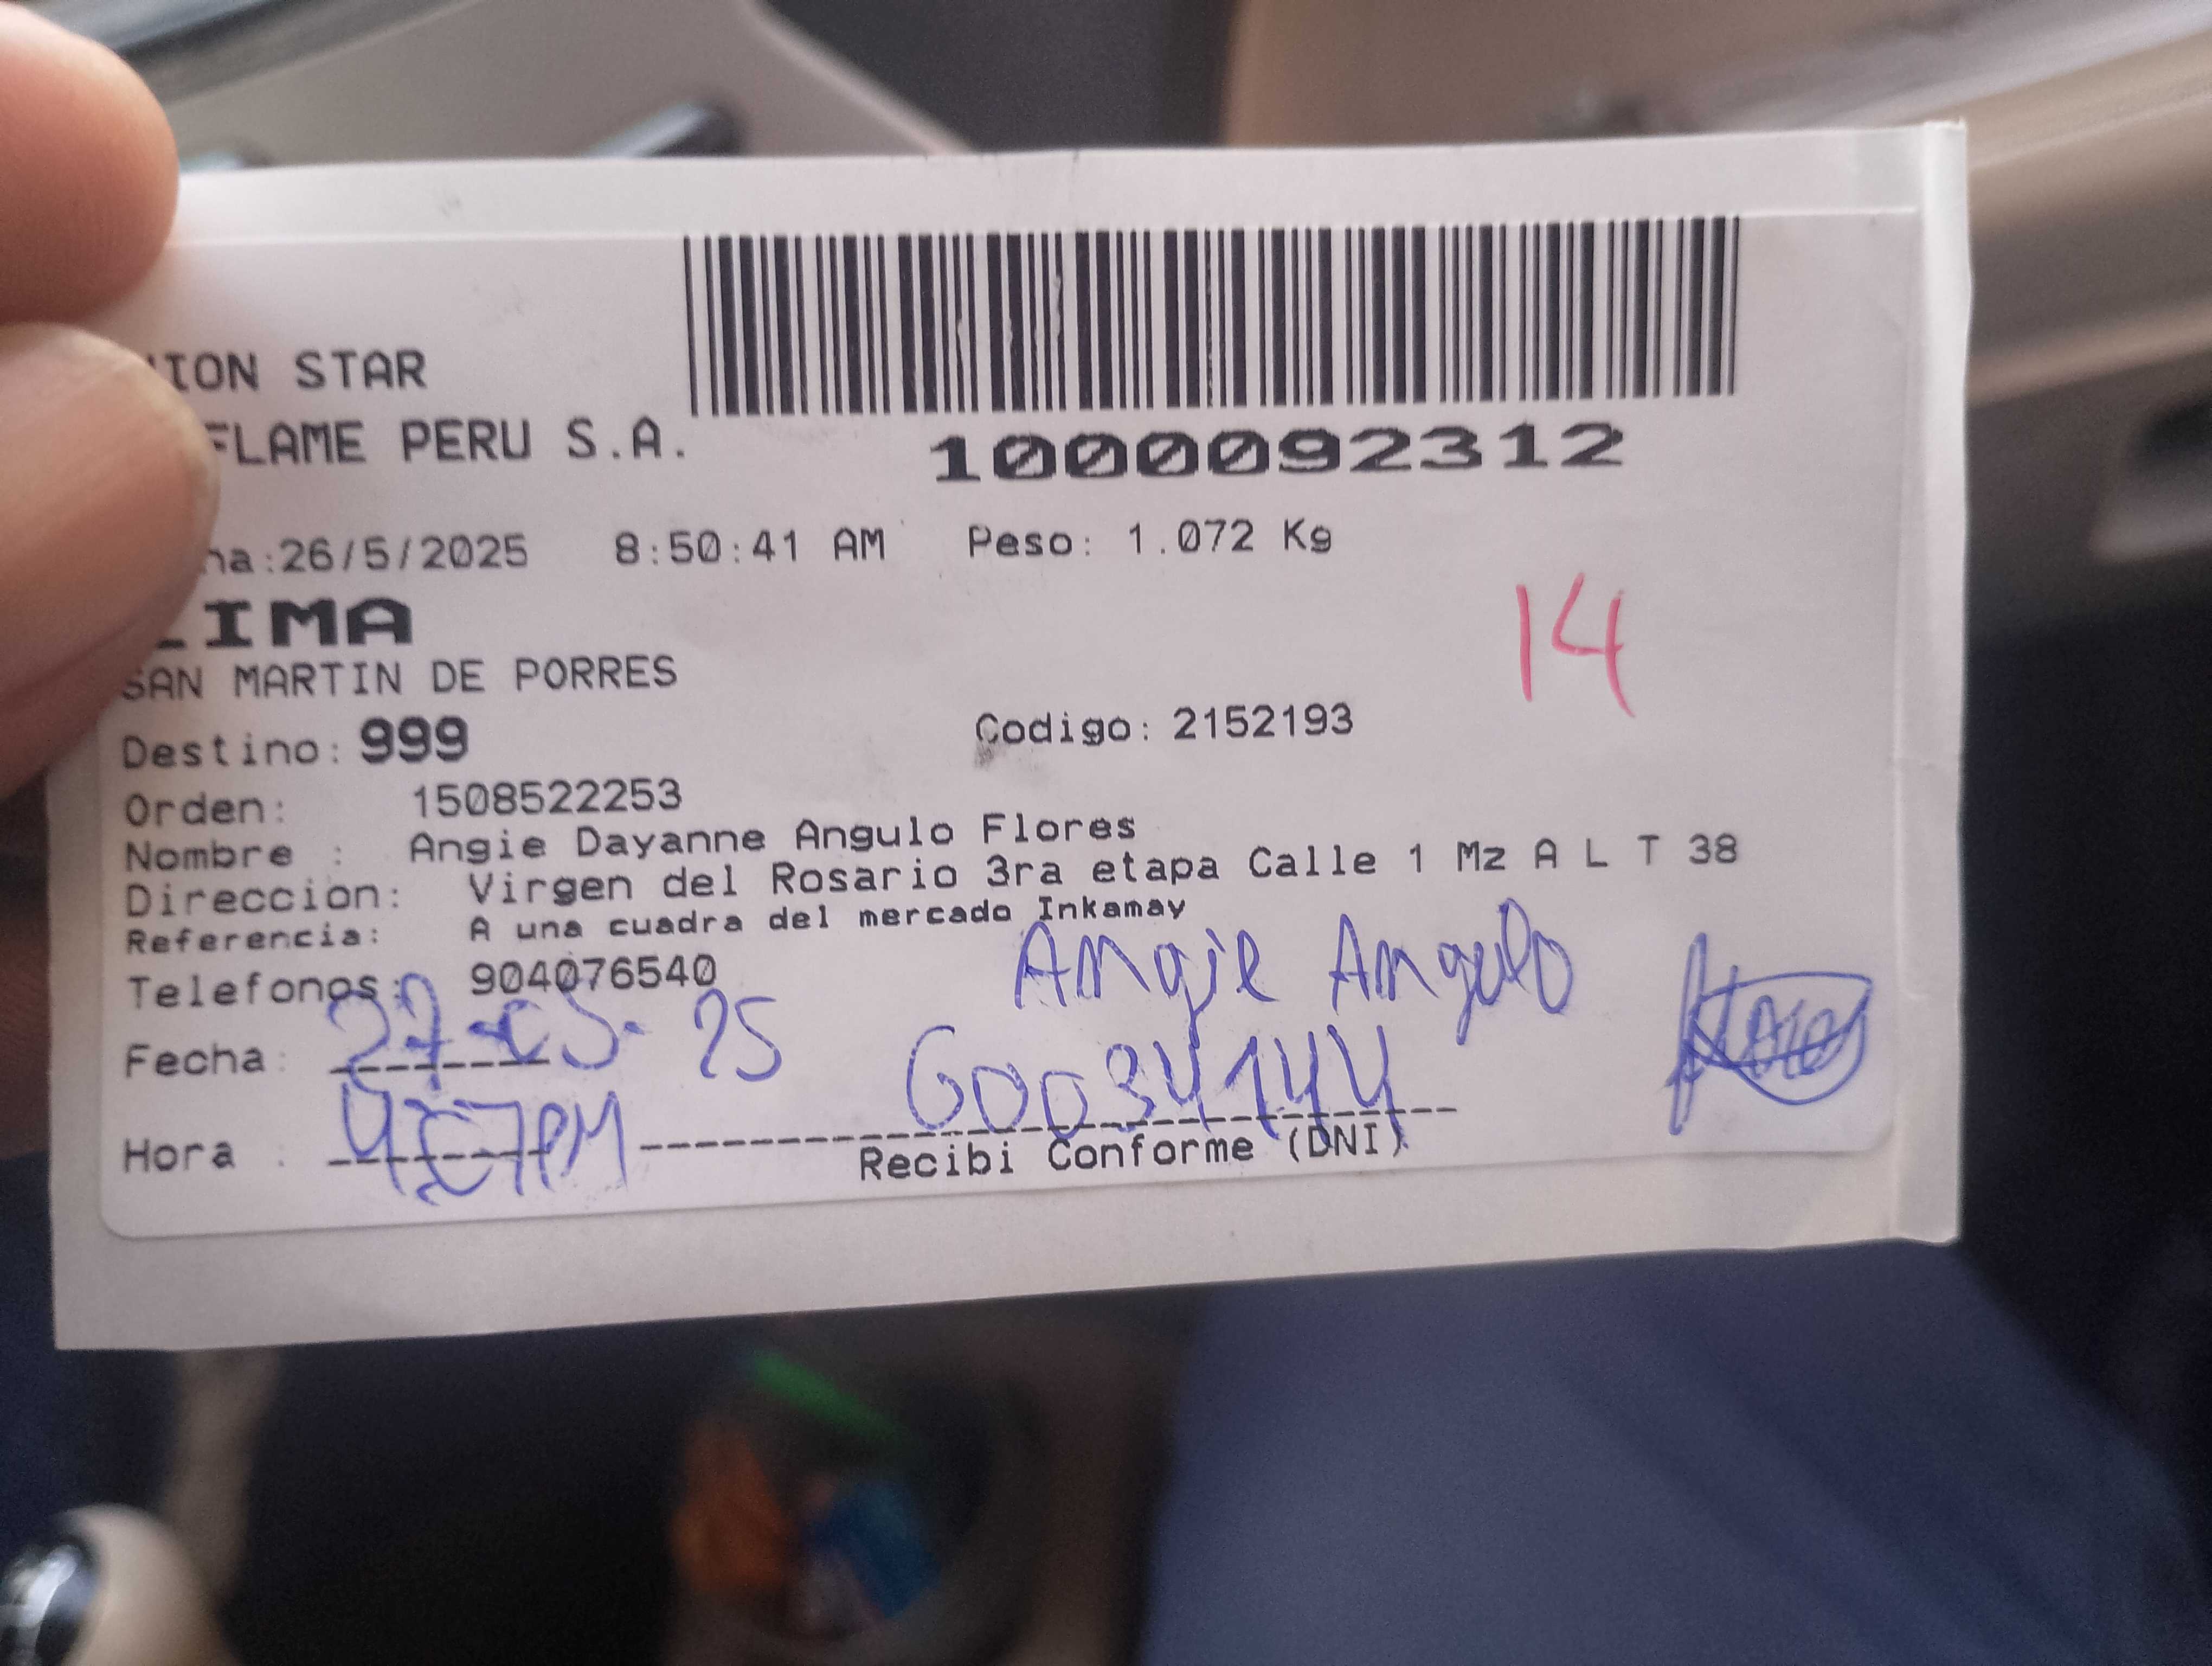 ION STAR
FLAME PERU S.A.
1000092312
ha:26/5/2025 8:50:41 AM Peso: 1.072 Kg
LIMA
14
SAN MARTIN DE PORRES
Destino: 999 Codigo: 2152193
Orden: 1508522253
Nombre : Angie Dayanne Angulo Flores
Direccion: Virgen del Rosario 3ra etapa Calle 1 Mz A L T 38
Referencia: A una cuadra del mercado Inkamay
Telefonos: 904076540
Angie Angulo
Fecha: 27-05-25
60034144
Hora :
Recibi Conforme (DNI)